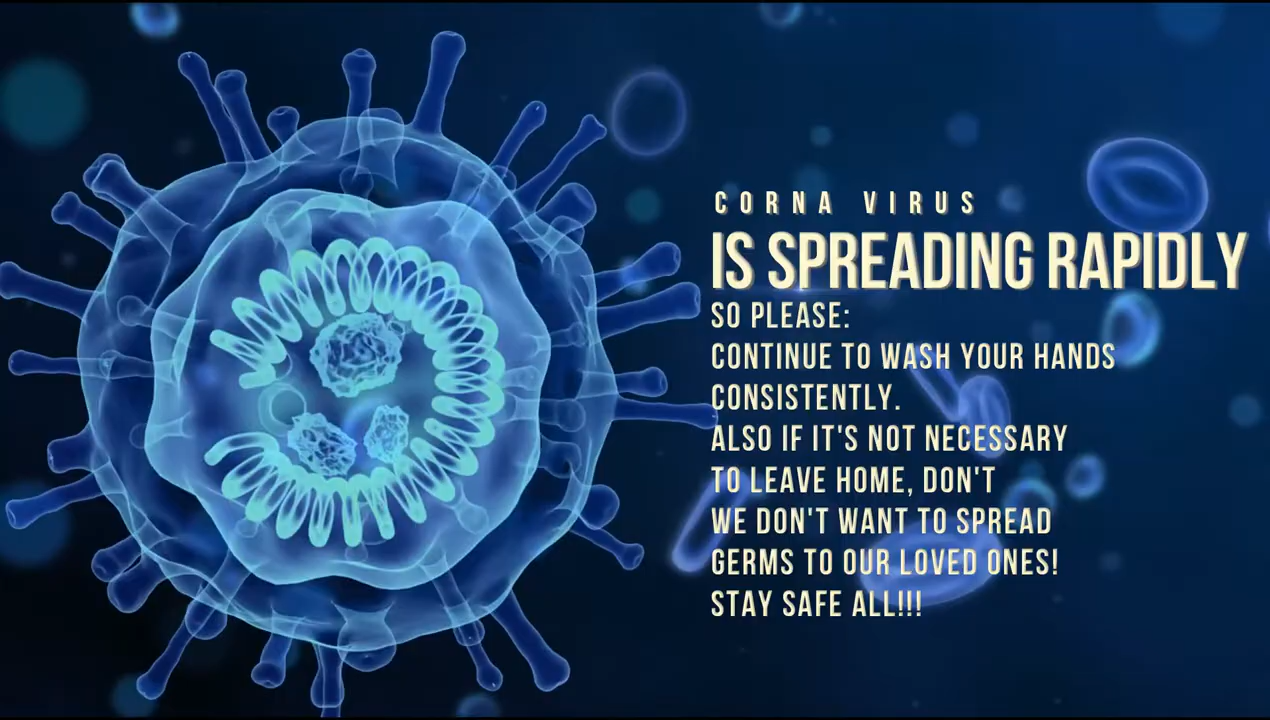 CORNA VIRUS
IS SPREADING RAPIDLY
SO PLEASE:
CONTINUE TO WASH YOUR HANDS
CONSISTENTLY.
ALSO IF IT'S NOT NECESSARY
TO LEAVE HOME, DON'T
WE DON'T WANT TO SPREAD
GERMS TO OUR LOVED ONES!
STAY SAFE ALL!!!